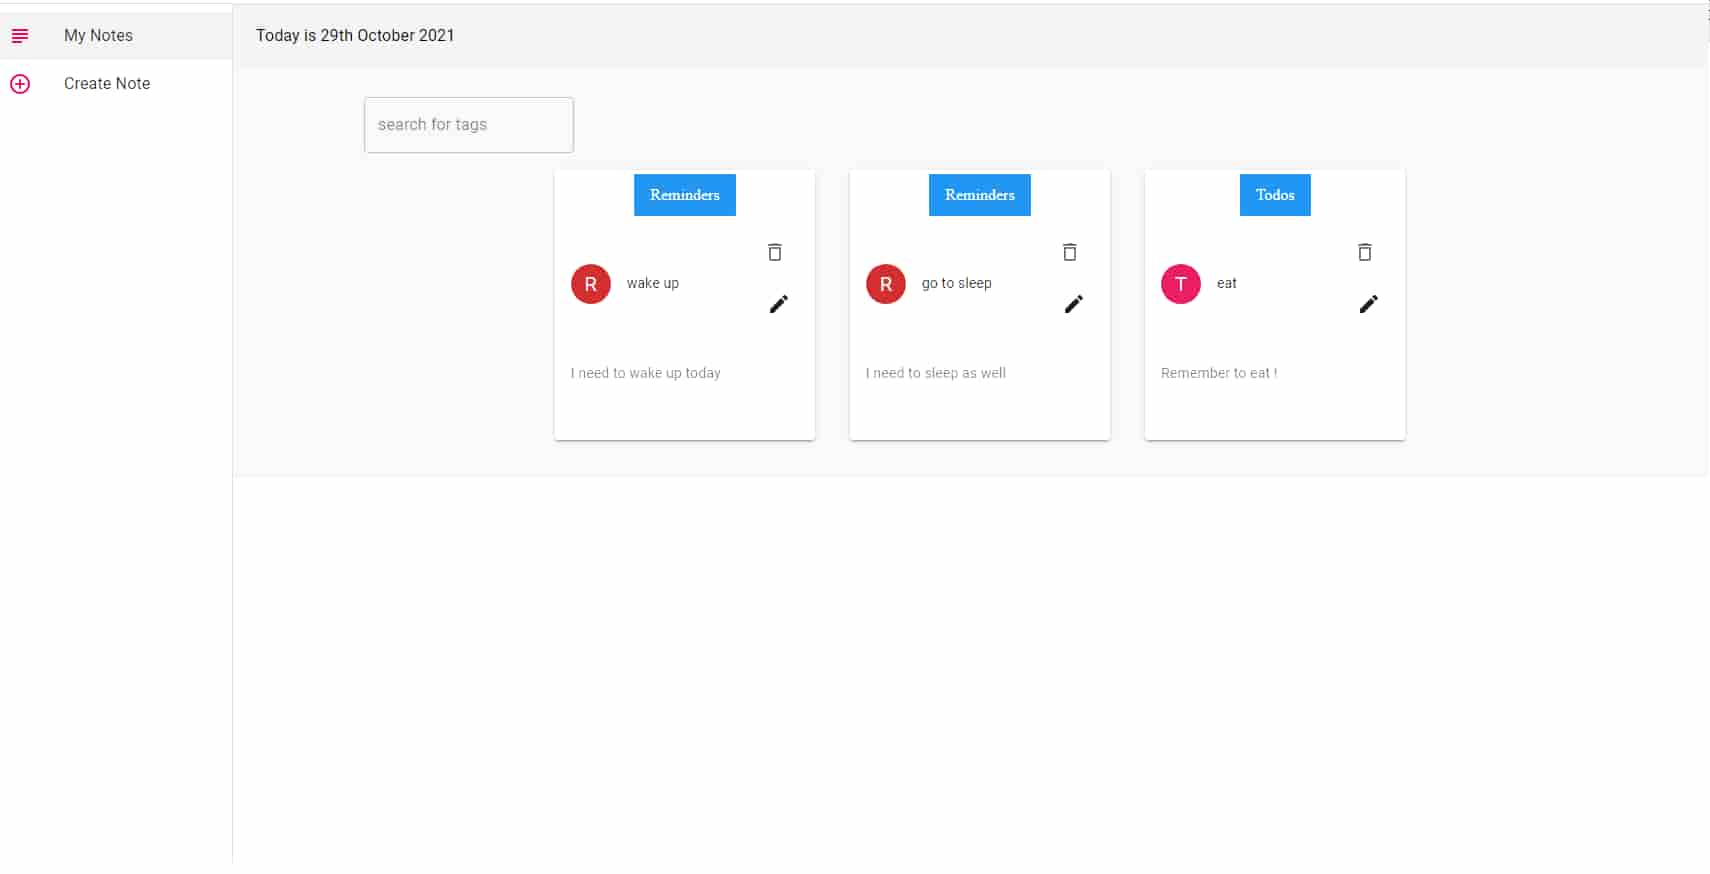 My Notes
Create Note
Today is 29th October 2021
search for tags
Reminders
R
wake up
I need to wake up today
Reminders
R
go to sleep
I need to sleep as well
Todos
T
eat
Remember to eat !